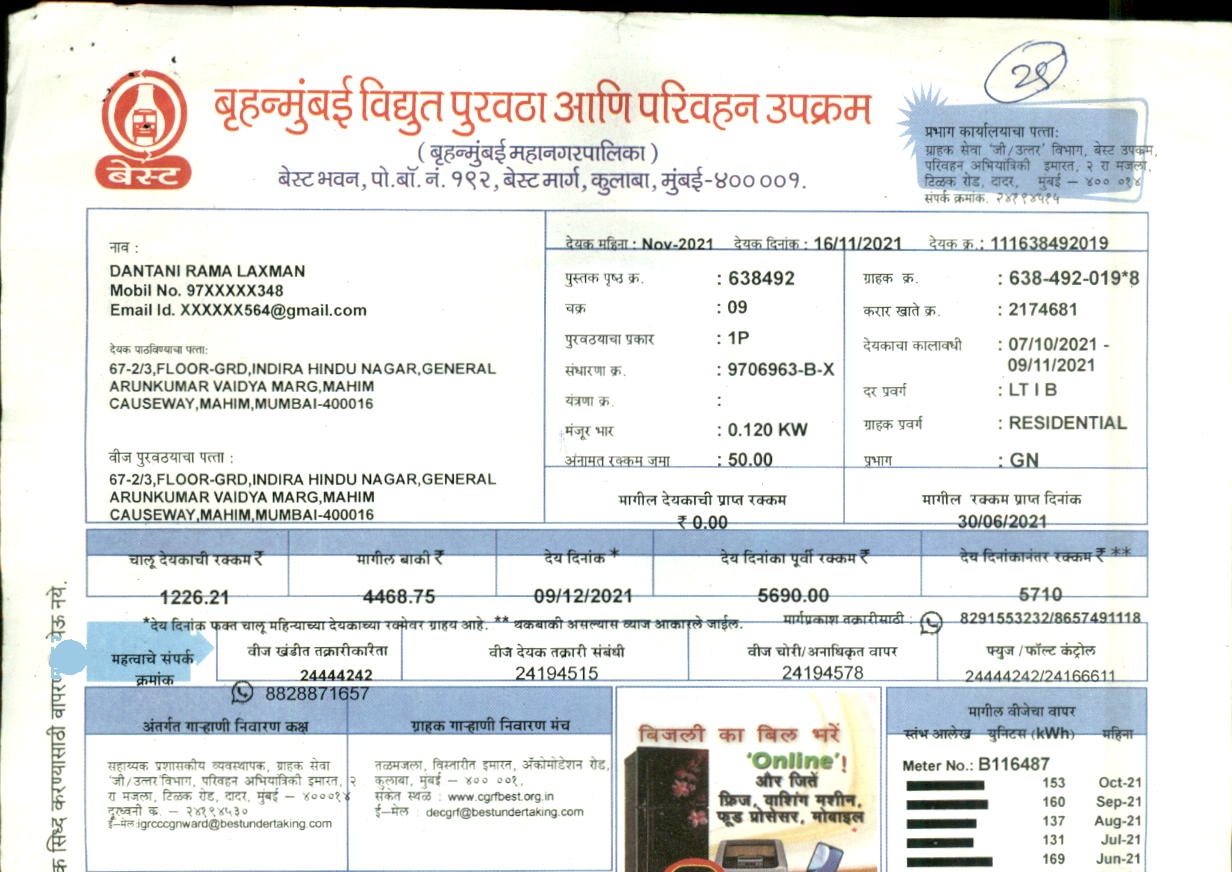 29
बृहन्मुंबई विद्युत पुरवठा आणि परिवहन उपक्रम
( बृहन्मुंबई महानगरपालिका )
बेस्ट भवन, पो.बॉ. नं. १९२, बेस्ट मार्ग, कुलाबा, मुंबई-४०० ००१.
बेस्ट
प्रभाग कार्यालयाचा पत्ता:
ग्राहक सेवा 'जी/उत्तर' विभाग, बेस्ट उपक्रम,
परिवहन अभियांत्रिकी इमारत, २ रा मजला,
टिळक रोड, दादर, मुंबई – ४०० ०१४
संपर्क क्रमांक. २४१९४५१५
नाव :
DANTANI RAMA LAXMAN
Mobil No. 97XXXXX348
Email Id. XXXXXX564@gmail.com
देयक पाठविण्याचा पत्ता:
67-2/3,FLOOR-GRD,INDIRA HINDU NAGAR,GENERAL
ARUNKUMAR VAIDYA MARG,MAHIM
CAUSEWAY,MAHIM,MUMBAI-400016
वीज पुरवठयाचा पत्ता :
67-2/3,FLOOR-GRD,INDIRA HINDU NAGAR,GENERAL
ARUNKUMAR VAIDYA MARG,MAHIM
CAUSEWAY,MAHIM,MUMBAI-400016
देयक महिना : Nov-2021 देयक दिनांक : 16/11/2021 देयक क्र.: 111638492019
पुस्तक पृष्ठ क्र. : 638492
चक्र : 09
पुरवठयाचा प्रकार : 1P
संधारणा क्र. : 9706963-B-X
यंत्रणा क्र. :
मंजूर भार : 0.120 KW
अनामत रक्कम जमा : 50.00
ग्राहक क्र. : 638-492-019*8
करार खाते क्र. : 2174681
देयकाचा कालावधी : 07/10/2021 -
09/11/2021
दर प्रवर्ग : LT I B
ग्राहक प्रवर्ग : RESIDENTIAL
प्रभाग : GN
मागील देयकाची प्राप्त रक्कम
₹ 0.00
मागील रक्कम प्राप्त दिनांक
30/06/2021
चालू देयकाची रक्कम ₹ मागील बाकी ₹ देय दिनांक * देय दिनांका पूर्वी रक्कम ₹ देय दिनांकानंतर रक्कम ₹ **
1226.21 4468.75 09/12/2021 5690.00 5710
*देय दिनांक फक्त चालू महिन्याच्या देयकाच्या रकमेवर ग्राहय आहे. ** थकबाकी असल्यास व्याज आकारले जाईल. मार्गप्रकाश तक्रारीसाठी : 8291553232/8657491118
महत्वाचे संपर्क
क्रमांक
वीज खंडीत तक्रारीकरिता वीज देयक तक्रारी संबंधी वीज चोरी/अनाधिकृत वापर फ्युज/फॉल्ट कंट्रोल
24444242 24194515 24194578 24444242/24166611
8828871657
अंतर्गत गाऱ्हाणी निवारण कक्ष
सहाय्यक प्रशासकीय व्यवस्थापक, ग्राहक सेवा
'जी/उत्तर'विभाग, परिवहन अभियांत्रिकी इमारत, २
रा मजला, टिळक रोड, दादर, मुंबई – ४०००१४
दूरध्वनी क. – २४१९४५३०
ई–मेल:igrcccgnward@bestundertaking.com
ग्राहक गाऱ्हाणी निवारण मंच
तळमजला, विस्तारीत इमारत, अ‍ॅकोमोडेशन रोड,
कुलाबा, मुंबई – ४०० ००१,
संकेत स्थळ : www.cgrfbest.org.in
ई–मेल : decgrf@bestundertaking.com
बिजली का बिल भरें
'Online'!
और जितें
फ्रिज, वाशिंग मशीन,
फूड प्रोसेसर, मोबाइल
मागील वीजेचा वापर
स्तंभ आलेख युनिटस (kWh) महिना
Meter No.: B116487
153 Oct-21
160 Sep-21
137 Aug-21
131 Jul-21
169 Jun-21